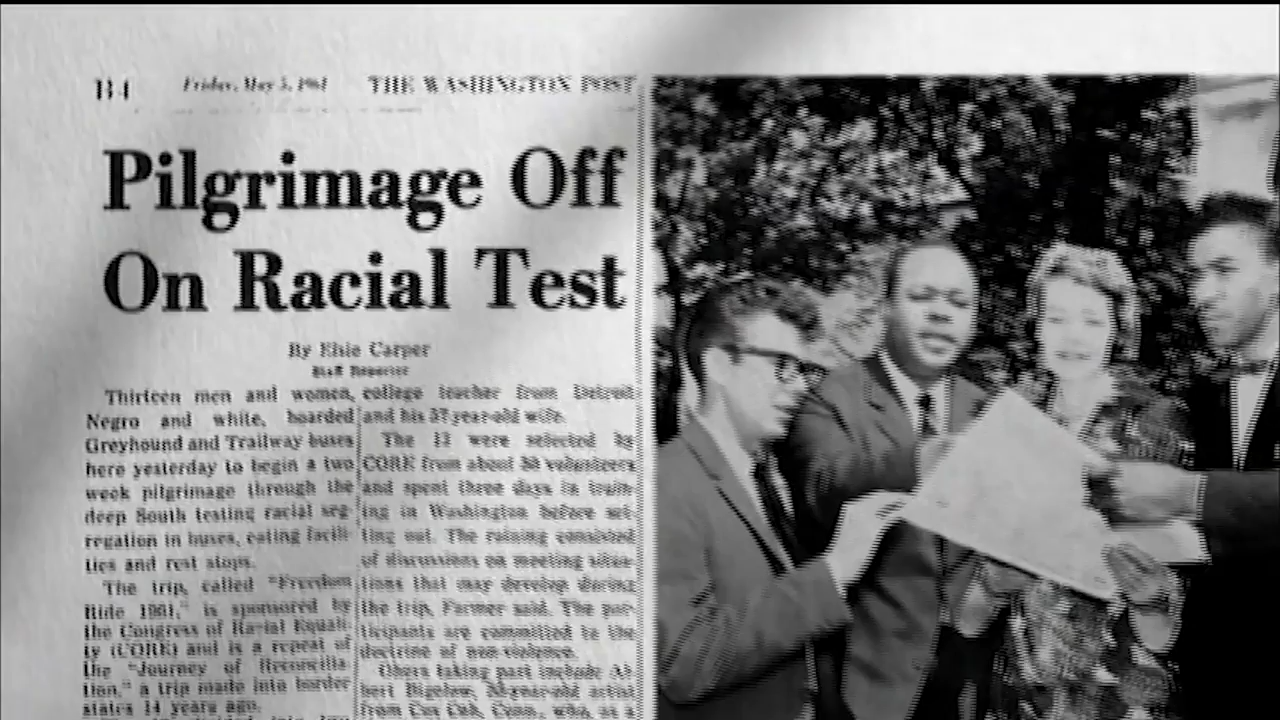 B4 Friday, May 5, 1961 THE WASHINGTON POST
Pilgrimage Off
On Racial Test
By Elsie Carper
Staff Reporter
Thirteen men and women,
Negro and white, boarded
Greyhound and Trailway buses
here yesterday to begin a two
week pilgrimage through the
deep South testing racial seg-
regation in buses, eating facili-
ties and rest stops.
The trip, called "Freedom
Ride 1961," is sponsored by
the Congress of Racial Equali-
ty (CORE) and is a repeat of
the "Journey of Reconcilia-
tion," a trip made into border
states 14 years ago.
college teacher from Detroit
and his 57-year-old wife.
The 13 were selected by
CORE from about volunteers
and spent three days in train-
ing in Washington before set-
ting out. The training consisted
of discussions on meeting situa-
tions that may develop during
the trip, Farmer said. The par-
ticipants are committed to the
doctrine of non-violence.
Others taking part include Al-
bert Bigelow, artist
from Cos Cob, Conn., who, as a